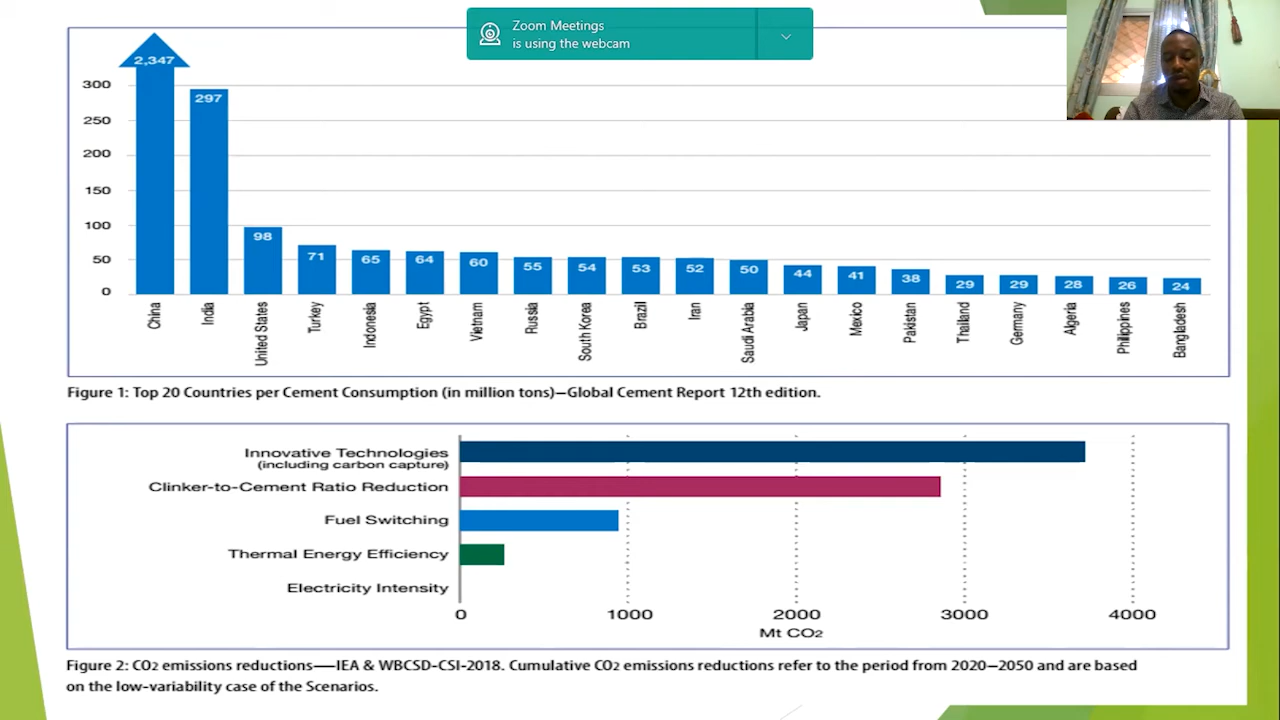 Zoom Meetings
is using the webcam
2,347
300
297
250
200
150
100
98
71
65
64
60
55
54
53
52
50
44
41
38
29
29
28
26
24
50
0
China
India
United States
Turkey
Indonesia
Egypt
Vietnam
Russia
South Korea
Brazil
Iran
Saudi Arabia
Japan
Mexico
Pakistan
Thailand
Germany
Algeria
Philippines
Bangladesh
Figure 1: Top 20 Countries per Cement Consumption (in million tons)—Global Cement Report 12th edition.
Innovative Technologies
(including carbon capture)
Clinker-to-Cement Ratio Reduction
Fuel Switching
Thermal Energy Efficiency
Electricity Intensity
0 1000 2000 3000 4000
Mt CO2
Figure 2: CO2 emissions reductions—IEA & WBCSD-CSI-2018. Cumulative CO2 emissions reductions refer to the period from 2020–2050 and are based
on the low-variability case of the Scenarios.